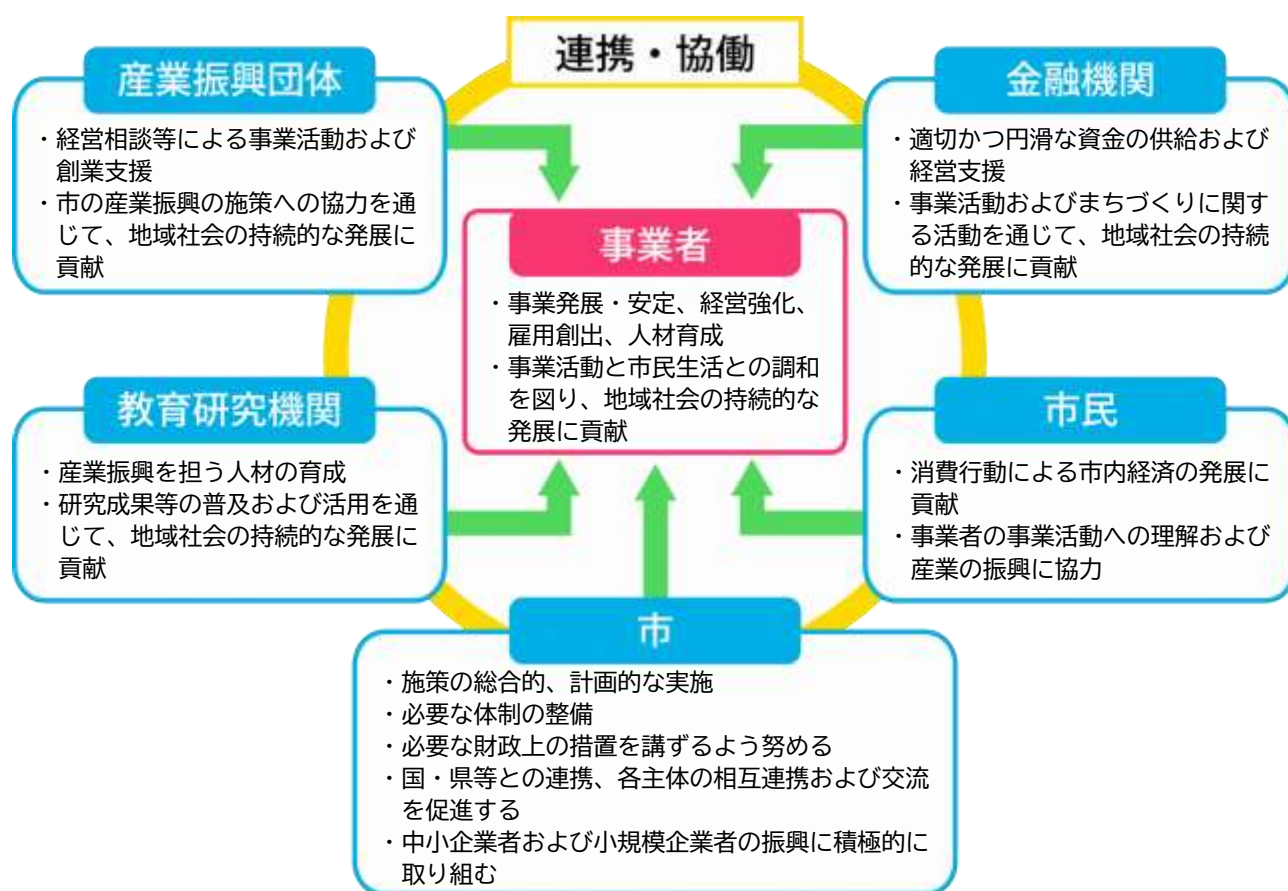 連携・協働
産業振興団体
・経営相談等による事業活動および
創業支援
・市の産業振興の施策への協力を通
じて、地域社会の持続的な発展に
貢献
金融機関
・適切かつ円滑な資金の供給および
経営支援
・事業活動およびまちづくりに関す
る活動を通じて、地域社会の持続
的な発展に貢献
事業者
・事業発展・安定、経営強化、
雇用創出、人材育成
・事業活動と市民生活との調和
を図り、地域社会の持続的な
発展に貢献
教育研究機関
・産業振興を担う人材の育成
・研究成果等の普及および活用を通
じて、地域社会の持続的な発展に
貢献
市民
・消費行動による市内経済の発展に
貢献
・事業者の事業活動への理解および
産業の振興に協力
市
・施策の総合的、計画的な実施
・必要な体制の整備
・必要な財政上の措置を講ずるよう努める
・国・県等との連携、各主体の相互連携および交流
を促進する
・中小企業者および小規模企業者の振興に積極的に
取り組む